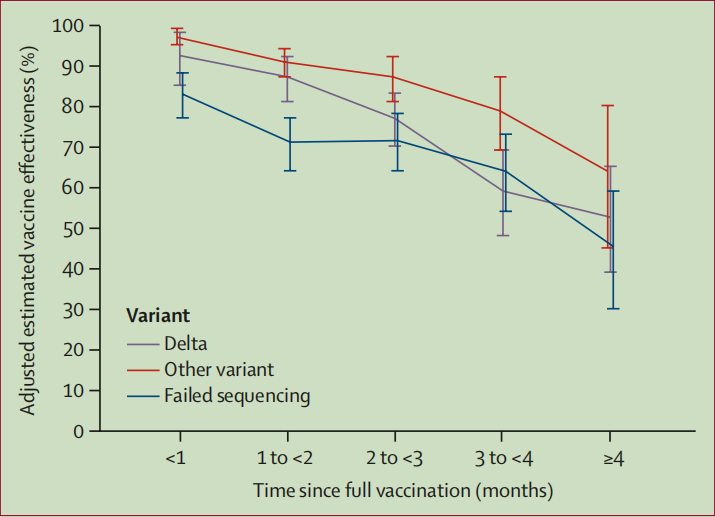 Adjusted estimated vaccine effectiveness (%)
100
90
80
70
60
50
40
30
20
10
0
Variant
Delta
Other variant
Failed sequencing
<1
1 to <2
2 to <3
3 to <4
≥4
Time since full vaccination (months)